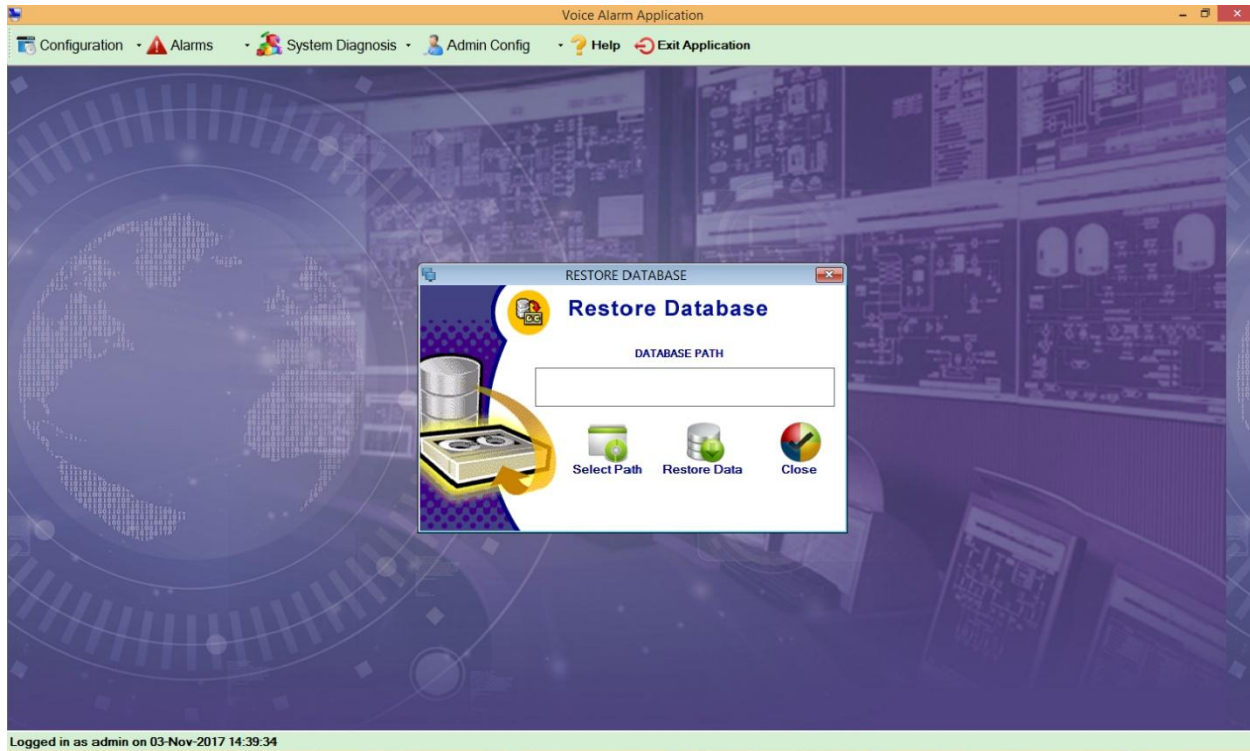 Voice Alarm Application
Configuration Alarms System Diagnosis Admin Config Help Exit Application
RESTORE DATABASE
Restore Database
DATABASE PATH
Select Path Restore Data Close
Logged in as admin on 03-Nov-2017 14:39:34